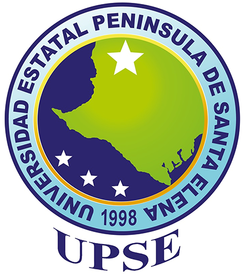 UNIVERSIDAD ESTATAL PENINSULA DE SANTA ELENA
1998
UPSE